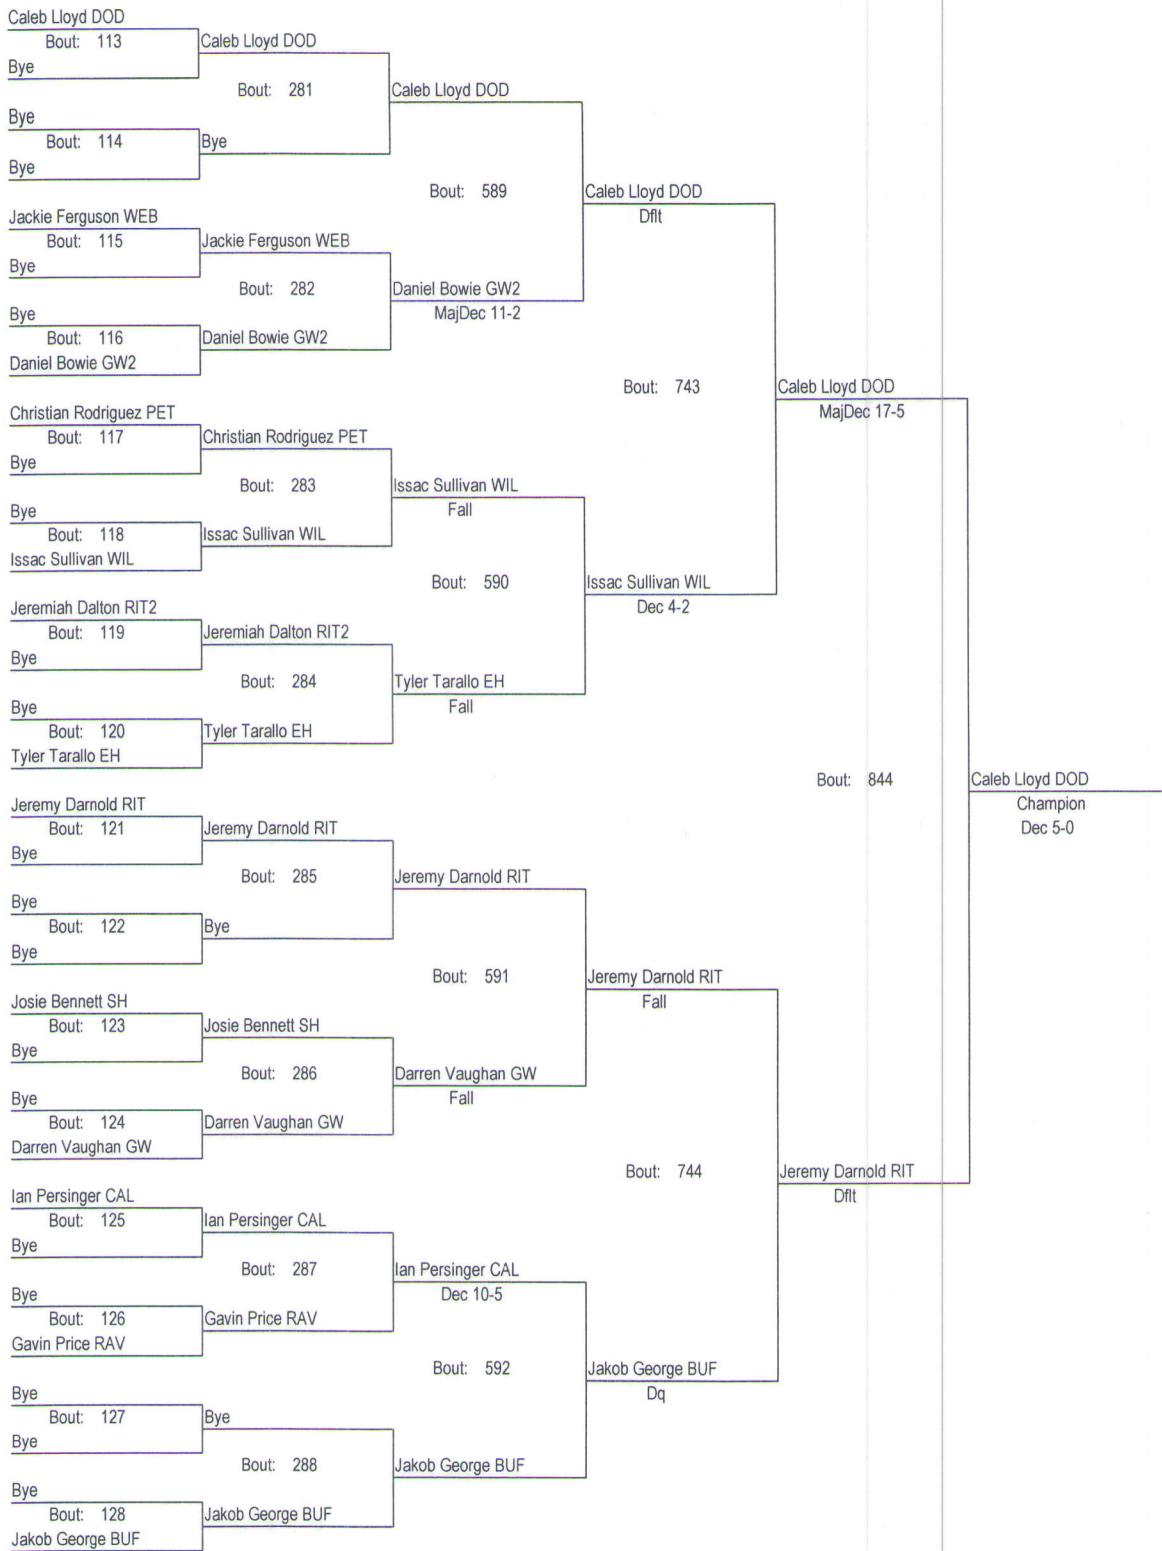 Caleb Lloyd DOD
Bout: 113
Caleb Lloyd DOD
Bye
Bout: 281
Caleb Lloyd DOD
Bye
Bout: 114
Bye
Bye
Bout: 589
Caleb Lloyd DOD
Dflt
Jackie Ferguson WEB
Bout: 115
Jackie Ferguson WEB
Bye
Bout: 282
Daniel Bowie GW2
MajDec 11-2
Bye
Bout: 116
Daniel Bowie GW2
Daniel Bowie GW2
Bout: 743
Caleb Lloyd DOD
MajDec 17-5
Christian Rodriguez PET
Bout: 117
Christian Rodriguez PET
Bye
Bout: 283
Issac Sullivan WIL
Fall
Bye
Bout: 118
Issac Sullivan WIL
Issac Sullivan WIL
Bout: 590
Issac Sullivan WIL
Dec 4-2
Jeremiah Dalton RIT2
Bout: 119
Jeremiah Dalton RIT2
Bye
Bout: 284
Tyler Tarallo EH
Fall
Bye
Bout: 120
Tyler Tarallo EH
Tyler Tarallo EH
Bout: 844
Caleb Lloyd DOD
Champion
Dec 5-0
Jeremy Darnold RIT
Bout: 121
Jeremy Darnold RIT
Bye
Bout: 285
Jeremy Darnold RIT
Bye
Bout: 122
Bye
Bye
Bout: 591
Jeremy Darnold RIT
Fall
Josie Bennett SH
Bout: 123
Josie Bennett SH
Bye
Bout: 286
Darren Vaughan GW
Fall
Bye
Bout: 124
Darren Vaughan GW
Darren Vaughan GW
Bout: 744
Jeremy Darnold RIT
Dflt
Ian Persinger CAL
Bout: 125
Ian Persinger CAL
Bye
Bout: 287
Ian Persinger CAL
Dec 10-5
Bye
Bout: 126
Gavin Price RAV
Gavin Price RAV
Bout: 592
Jakob George BUF
Dq
Bye
Bout: 127
Bye
Bye
Bout: 288
Jakob George BUF
Bye
Bout: 128
Jakob George BUF
Jakob George BUF